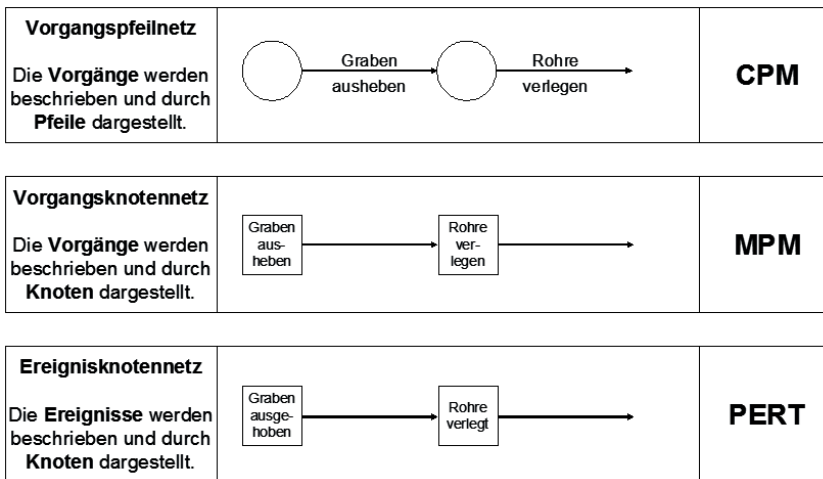 Vorgangspfeilnetz
Die Vorgänge werden
beschrieben und durch
Pfeile dargestellt.
Graben
ausheben
Rohre
verlegen
CPM
Vorgangsknotennetz
Die Vorgänge werden
beschrieben und durch
Knoten dargestellt.
Graben
aus-
heben
Rohre
ver-
legen
MPM
Ereignisknotennetz
Die Ereignisse werden
beschrieben und durch
Knoten dargestellt.
Graben
ausge-
hoben
Rohre
verlegt
PERT